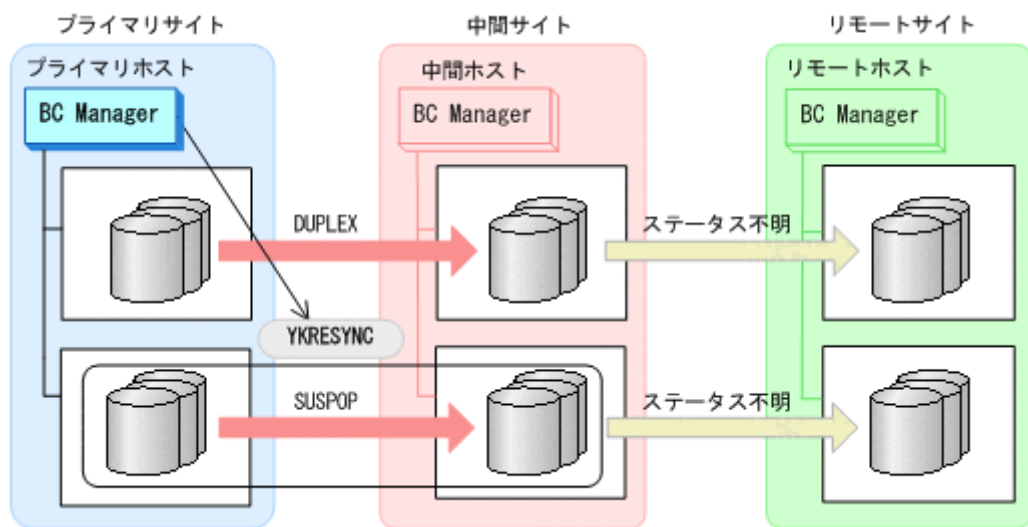 プライマリサイト
中間サイト
リモートサイト
プライマリホスト
中間ホスト
リモートホスト
BC Manager
BC Manager
BC Manager
DUPLEX
ステータス不明
YKRESYNC
SUSPOP
ステータス不明